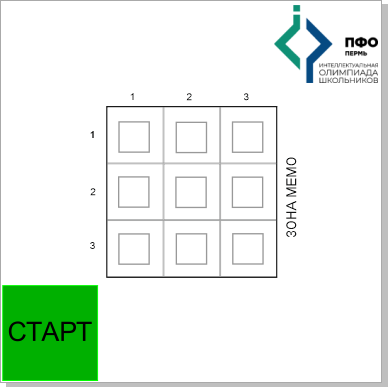 ПФО
ПЕРМЬ
ИНТЕЛЛЕКТУАЛЬНАЯ
ОЛИМПИАДА
ШКОЛЬНИКОВ
1 2 3
1
2
3
ЗОНА МЕМО
СТАРТ